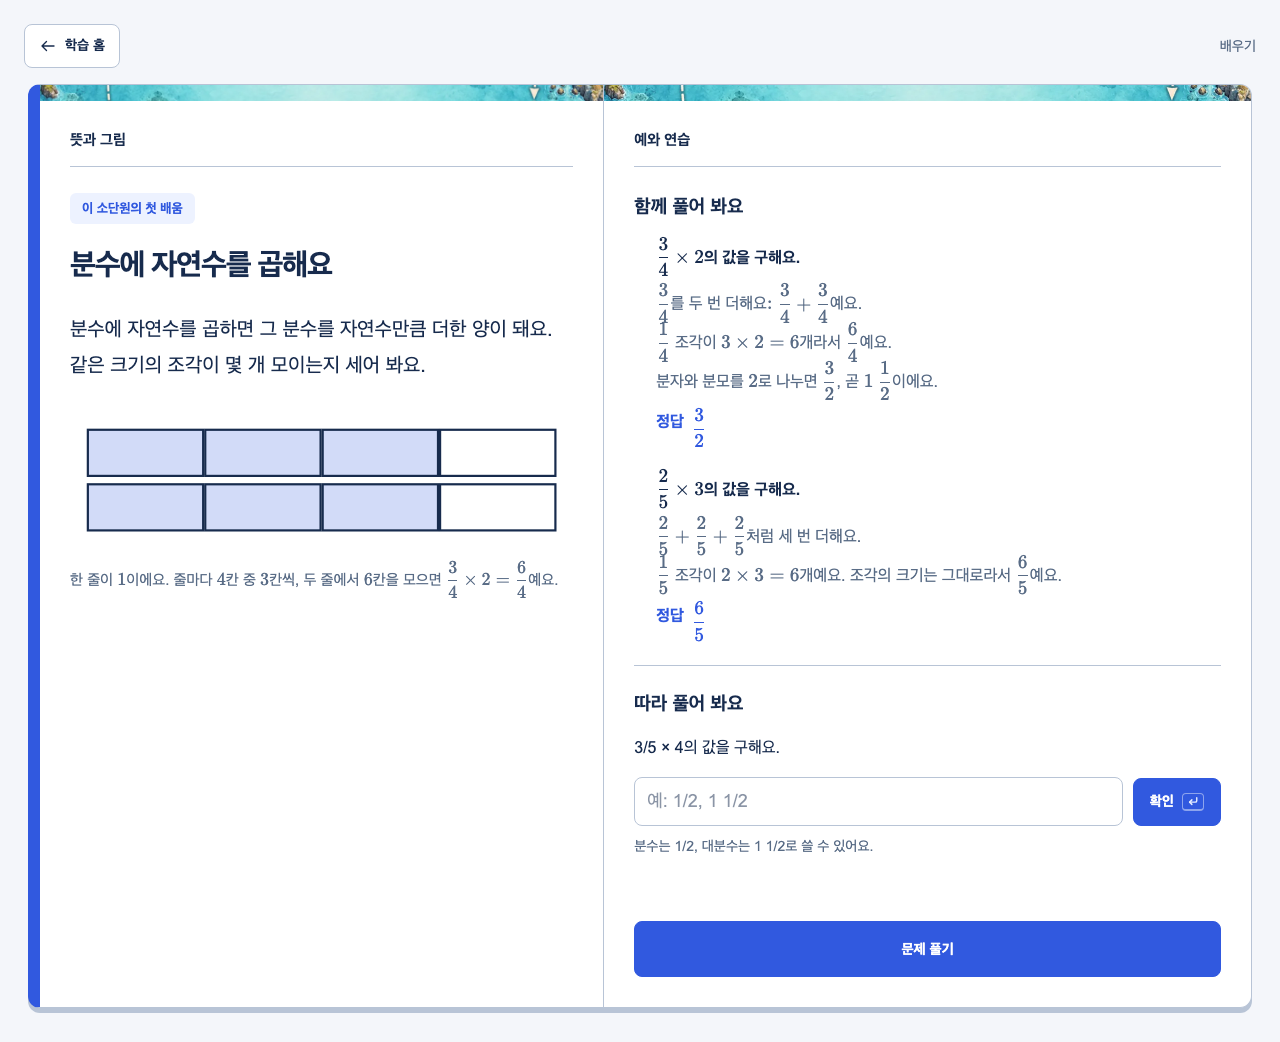 ← 학습 홈
배우기
뜻과 그림
이 소단원의 첫 배움
분수에 자연수를 곱해요
분수에 자연수를 곱하면 그 분수를 자연수만큼 더한 양이 돼요.
같은 크기의 조각이 몇 개 모이는지 세어 봐요.
한 줄이 1이에요. 줄마다 4칸 중 3칸씩, 두 줄에서 6칸을 모으면 3/4 × 2 = 6/4예요.
예와 연습
함께 풀어 봐요
3/4 × 2의 값을 구해요.
3/4를 두 번 더해요: 3/4 + 3/4예요.
1/4 조각이 3 × 2 = 6개라서 6/4예요.
분자와 분모를 2로 나누면 3/2, 곧 1 1/2이에요.
정답 3/2
2/5 × 3의 값을 구해요.
2/5 + 2/5 + 2/5처럼 세 번 더해요.
1/5 조각이 2 × 3 = 6개예요. 조각의 크기는 그대로라서 6/5예요.
정답 6/5
따라 풀어 봐요
3/5 × 4의 값을 구해요.
예: 1/2, 1 1/2
확인 ↵
분수는 1/2, 대분수는 1 1/2로 쓸 수 있어요.
문제 풀기